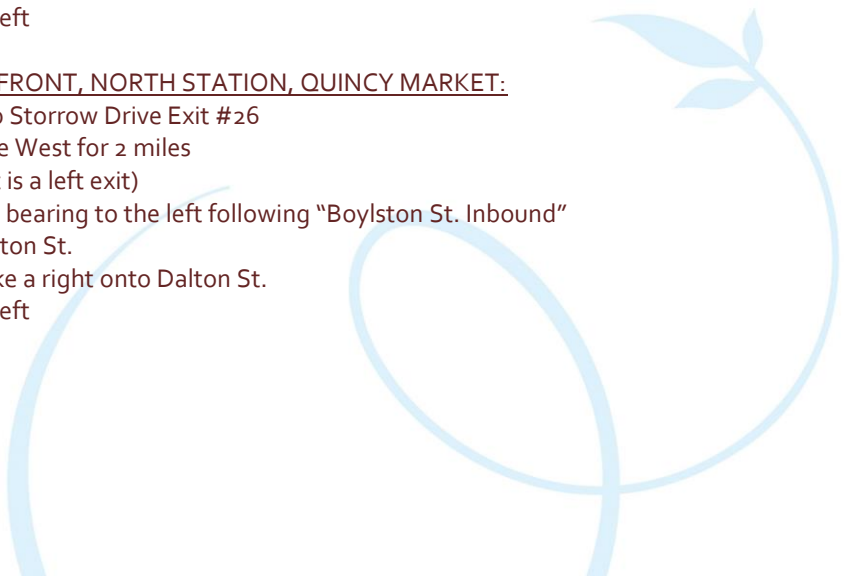 eft
FRONT, NORTH STATION, QUINCY MARKET:
o Storrow Drive Exit #26
e West for 2 miles
t is a left exit)
bearing to the left following “Boylston St. Inbound”
ton St.
ke a right onto Dalton St.
eft